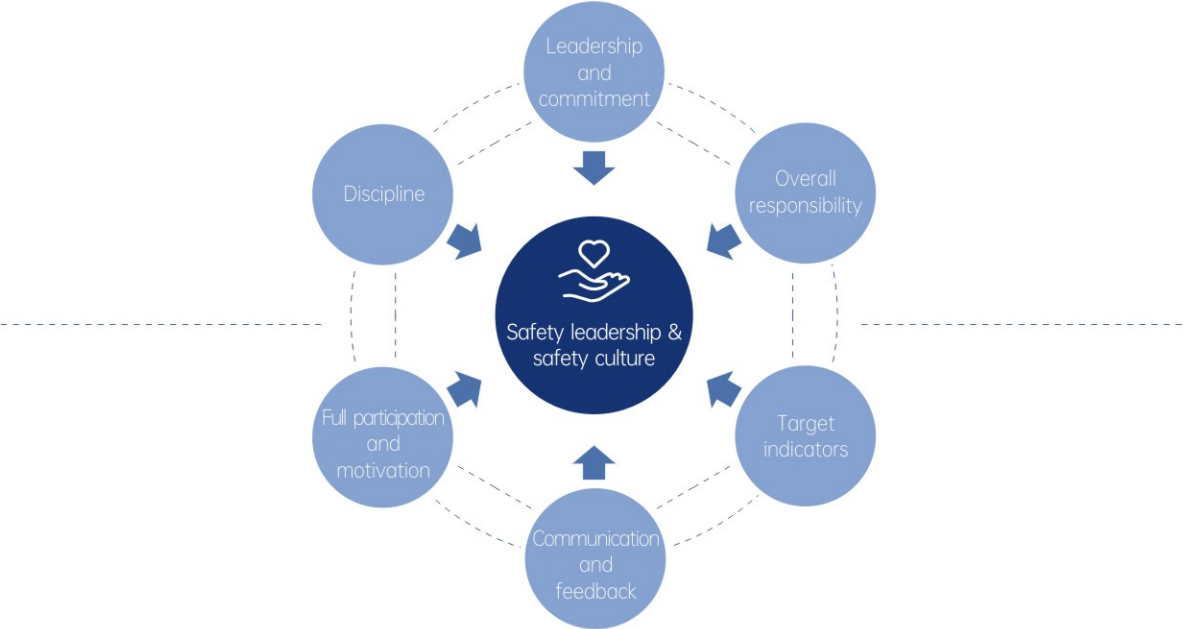 Leadership
and
commitment
Overall
responsibility
Target
indicators
Communication
and
feedback
Full participation
and
motivation
Discipline
Safety leadership &
safety culture